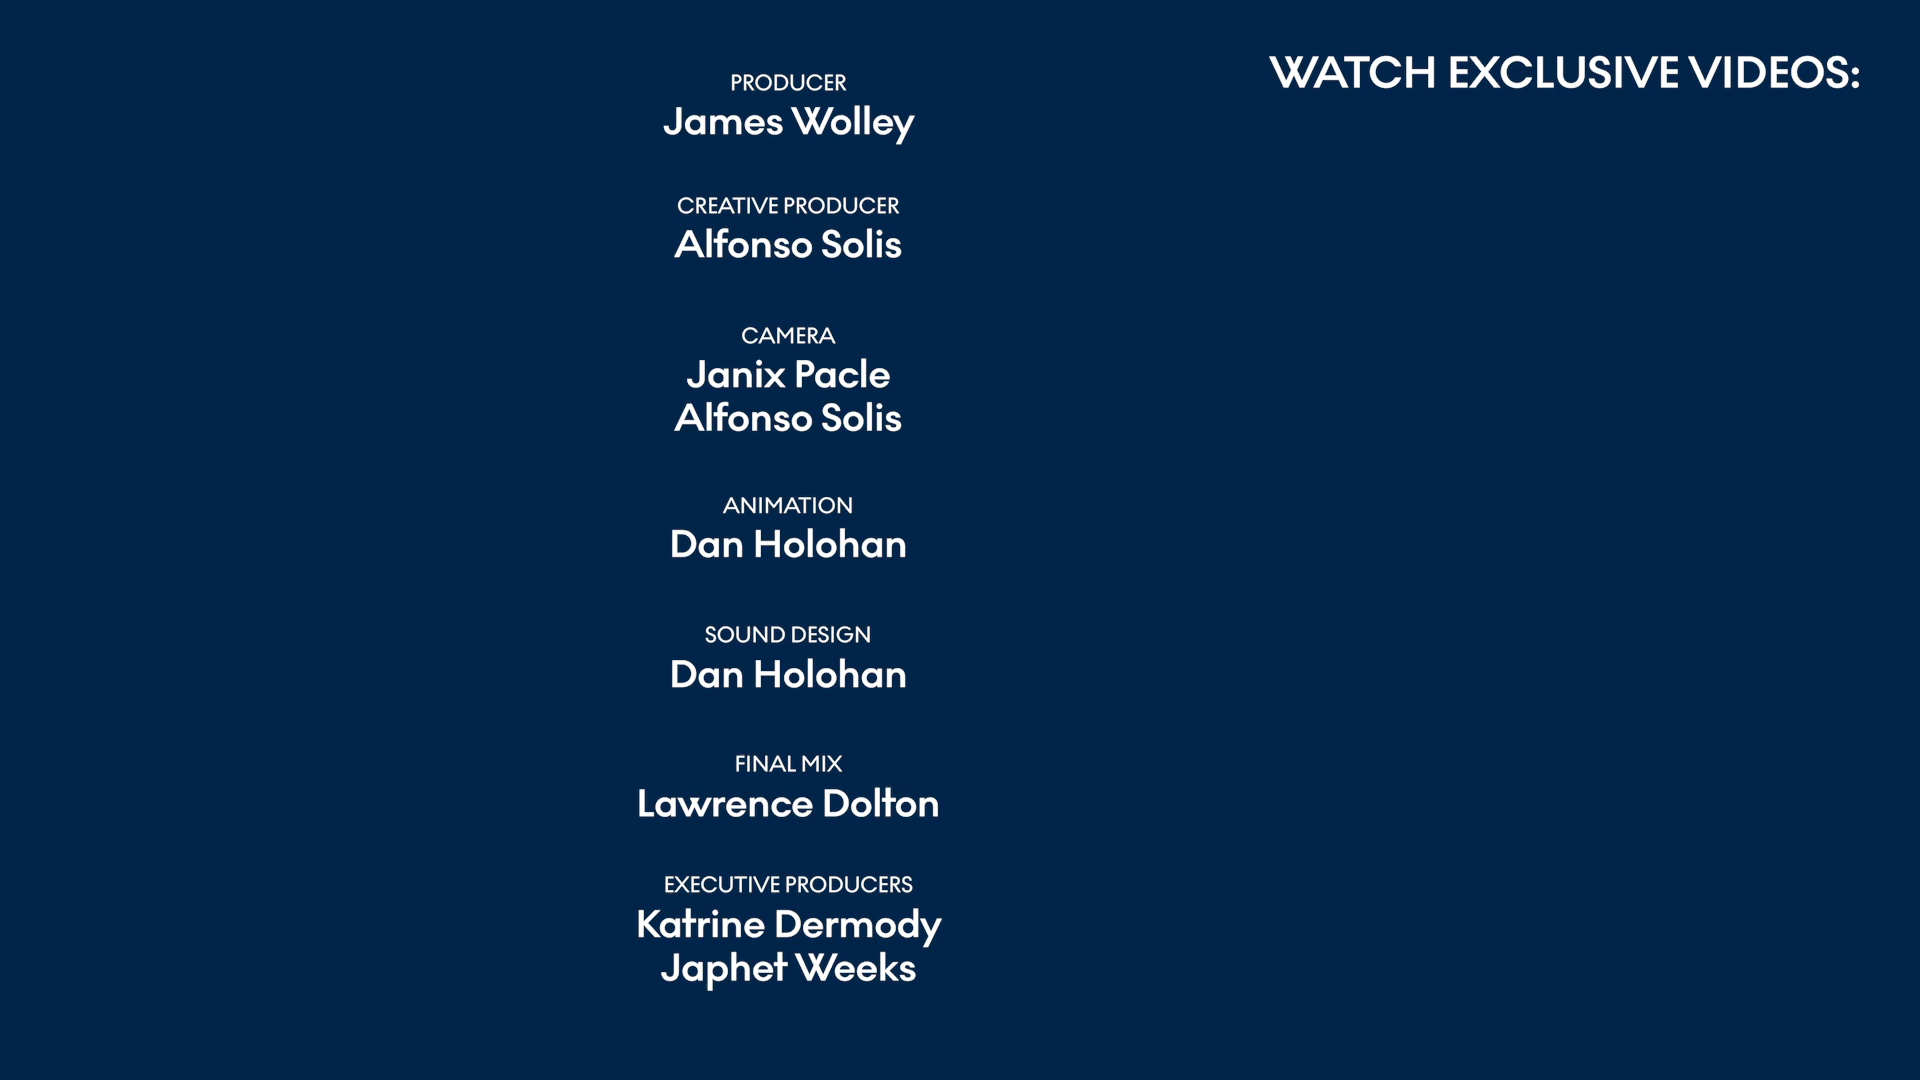 PRODUCER
James Wolley
CREATIVE PRODUCER
Alfonso Solis
CAMERA
Janix Pacle
Alfonso Solis
ANIMATION
Dan Holohan
SOUND DESIGN
Dan Holohan
FINAL MIX
Lawrence Dolton
EXECUTIVE PRODUCERS
Katrine Dermody
Japhet Weeks
WATCH EXCLUSIVE VIDEOS: